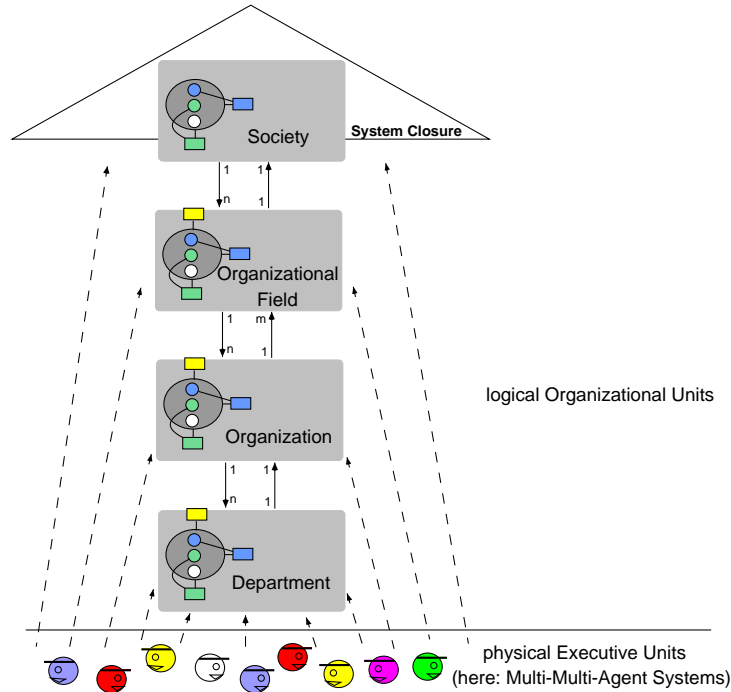 Society
System Closure
1 1
n 1
Organizational
Field
1 m
n 1
Organization
1 1
n 1
Department
logical Organizational Units
physical Executive Units
(here: Multi-Multi-Agent Systems)